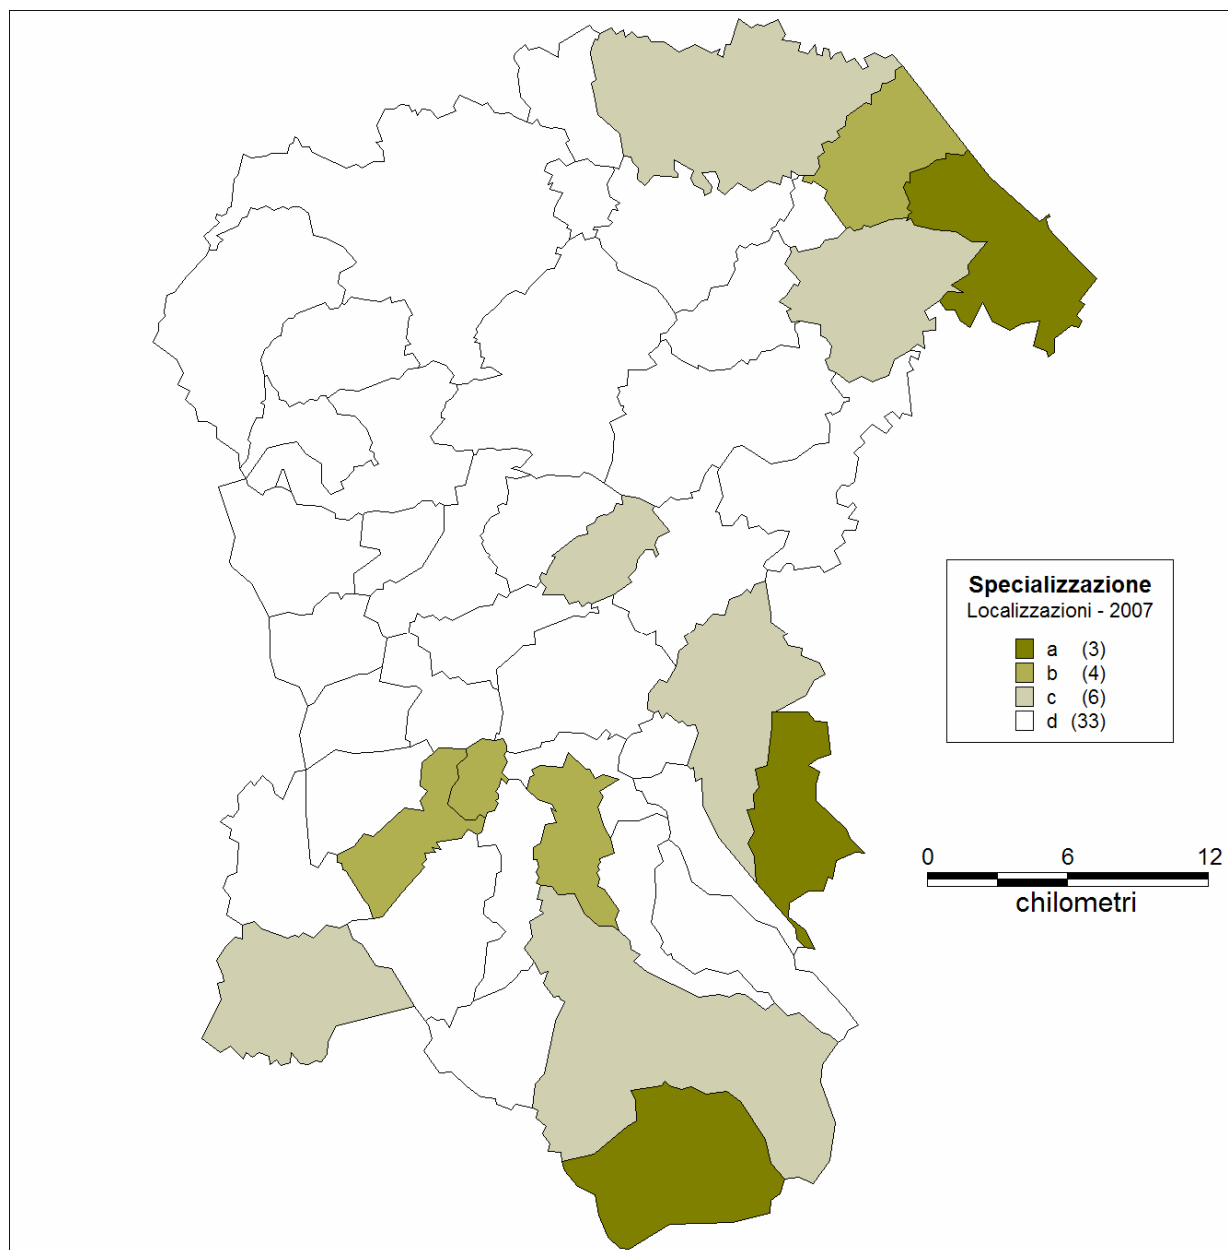 Specializzazione
Localizzazioni - 2007
a (3)
b (4)
c (6)
d (33)
0 6 12
chilometri